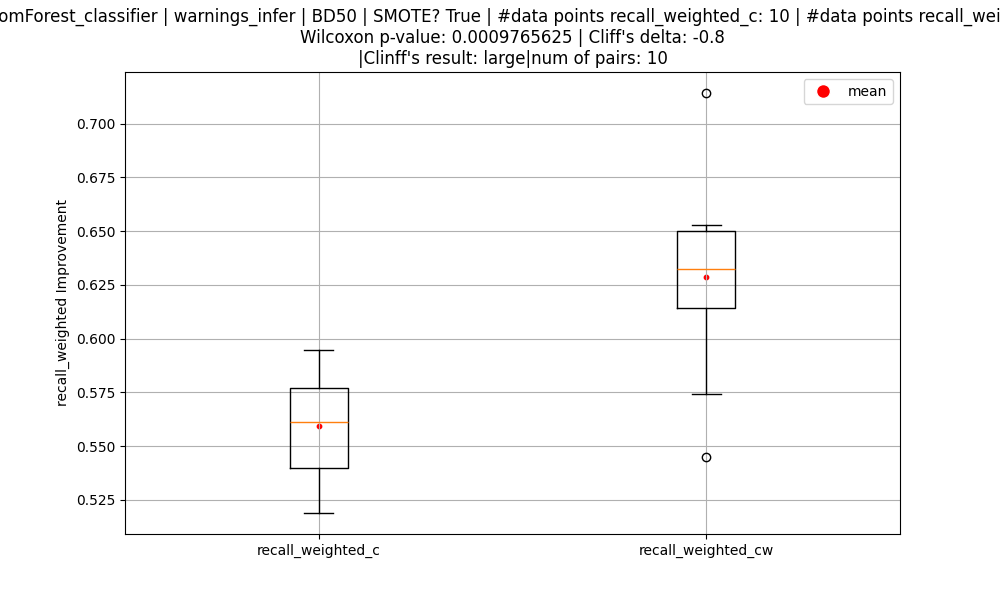 omForest_classifier | warnings_infer | BD50 | SMOTE? True | #data points recall_weighted_c: 10 | #data points recall_wei
Wilcoxon p-value: 0.0009765625 | Cliff's delta: -0.8
|Clinff's result: large|num of pairs: 10
mean
0.700
0.675
0.650
0.625
0.600
0.575
0.550
0.525
recall_weighted Improvement
recall_weighted_c
recall_weighted_cw